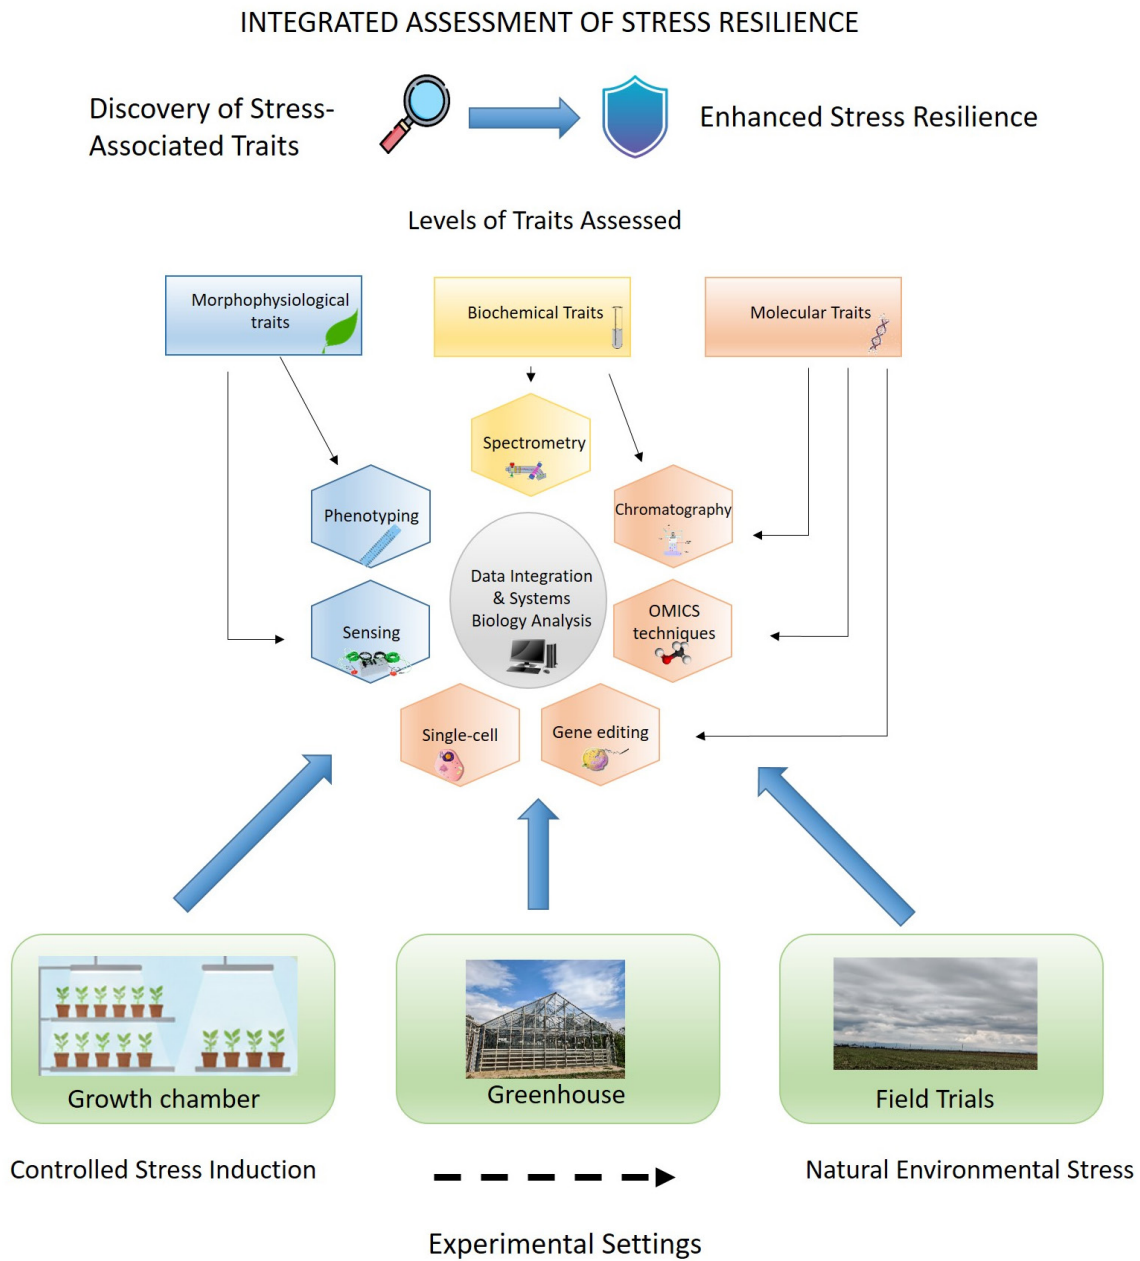 INTEGRATED ASSESSMENT OF STRESS RESILIENCE
Discovery of Stress-
Associated Traits
Enhanced Stress Resilience
Levels of Traits Assessed
Morphophysiological
traits
Biochemical Traits
Molecular Traits
Spectrometry
Phenotyping
Chromatography
Data Integration
& Systems
Biology Analysis
Sensing
OMICS
techniques
Single-cell
Gene editing
Growth chamber
Greenhouse
Field Trials
Controlled Stress Induction
Natural Environmental Stress
Experimental Settings